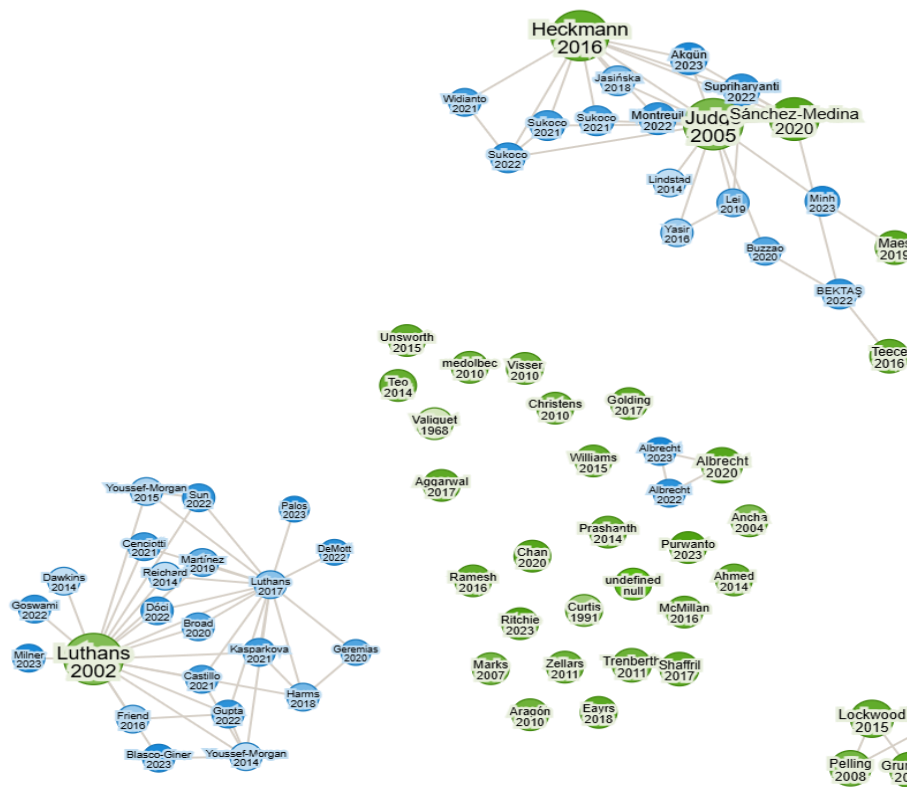 Heckmann
2016
Akgün
2023
Jasińska
2018
Supriharyanti
2022
Widianto
2021
Sukoco
2021
Sukoco
2021
Montreuil
2022
Judge
2005
Sánchez-Medina
2020
Sukoco
2022
Lindstad
2014
Lei
2019
Minh
2023
Yasir
2016
Buzzao
2020
Maes
2019
BEKTAŞ
2022
Teece
2016
Unsworth
2015
medolbec
2010
Visser
2010
Teo
2014
Christens
2010
Golding
2017
Valiquet
1968
Albrecht
2023
Williams
2015
Albrecht
2020
Aggarwal
2017
Albrecht
2022
Youssef-Morgan
2015
Sun
2022
Palos
2023
Ancha
2004
Prashanth
2014
Cenciotti
2021
Martínez
2019
DeMott
2022
Chan
2020
Purwanto
2023
Dawkins
2014
Reichard
2014
Luthans
2017
Ramesh
2016
undefined
null
Ahmed
2014
Goswami
2022
Dóci
2022
Broad
2020
Ritchie
2023
Curtis
1991
McMillan
2016
Milner
2023
Luthans
2002
Kasparkova
2021
Geremias
2020
Marks
2007
Zellars
2011
Trenberth
2011
Shaffril
2017
Castillo
2021
Harms
2018
Friend
2016
Gupta
2022
Aragón
2010
Eayrs
2018
Lockwood
2015
Blasco-Giner
2023
Youssef-Morgan
2014
Pelling
2008
Gru
20